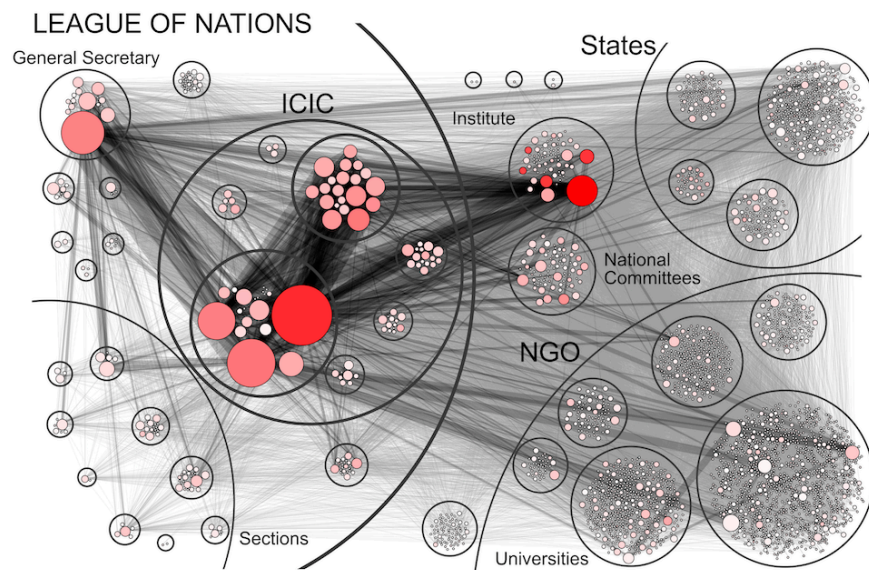 LEAGUE OF NATIONS
General Secretary
States
ICIC
Institute
National
Committees
NGO
Sections
Universities